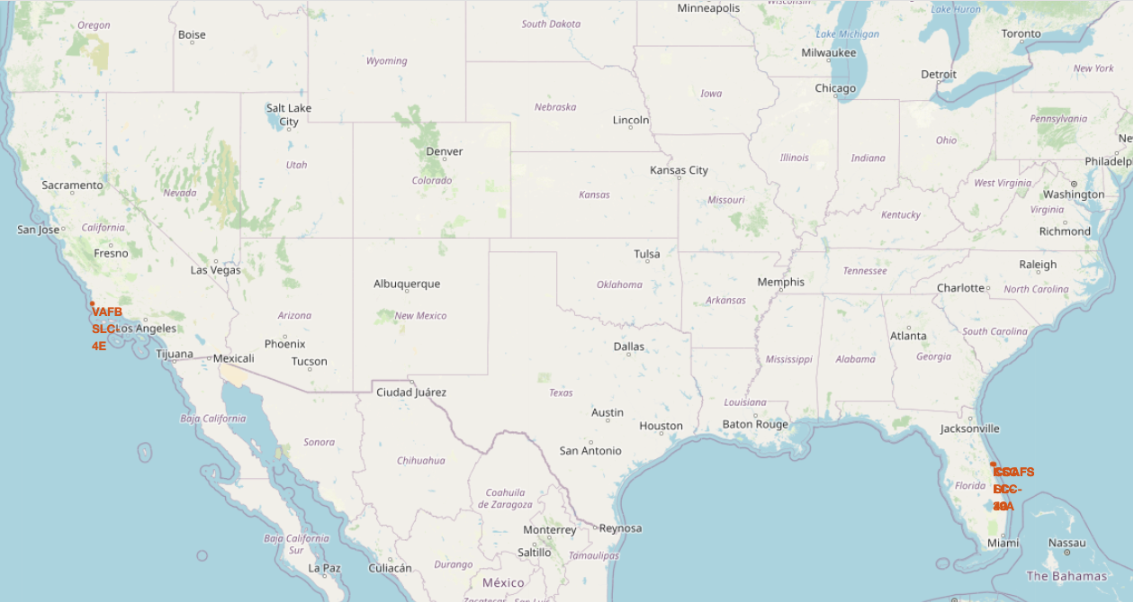 Minneapolis
Wisconsin
Lake Huron
Oregon
South Dakota
Boise
Lake Michigan
Toronto
Milwaukee
Wyoming
Detroit
New York
Chicago
Nebraska
Iowa
Salt Lake
City
Lincoln
Pennsylvania
Ne
Utah
Denver
Ohio
Illinois
Indiana
Philadelp
Colorado
Kansas City
Sacramento
Nevada
Kansas
Missouri
West Virginia
Washington
Virginia
San Jose
California
Kentucky
Richmond
Fresno
Tulsa
Raleigh
Las Vegas
Tennessee
Albuquerque
Oklahoma
Memphis
Charlotte
North Carolina
Arkansas
VAFB
SLC-
4E
Los Angeles
Arizona
New Mexico
South Carolina
Phoenix
Atlanta
Tijuana
Mexicali
Tucson
Dallas
Mississippi
Alabama
Georgia
Ciudad Juárez
Texas
Louisiana
Baja California
Austin
Houston
Baton Rouge
Jacksonville
Sonora
San Antonio
Chihuahua
Florida
Coahuila
de Zaragoza
Baja California
Sur
Monterrey
Reynosa
Miami
Nassau
Saltillo
Tamaulipas
La Paz
Culiacán
Durango
México
The Bahamas
Zacatecas
San Luis